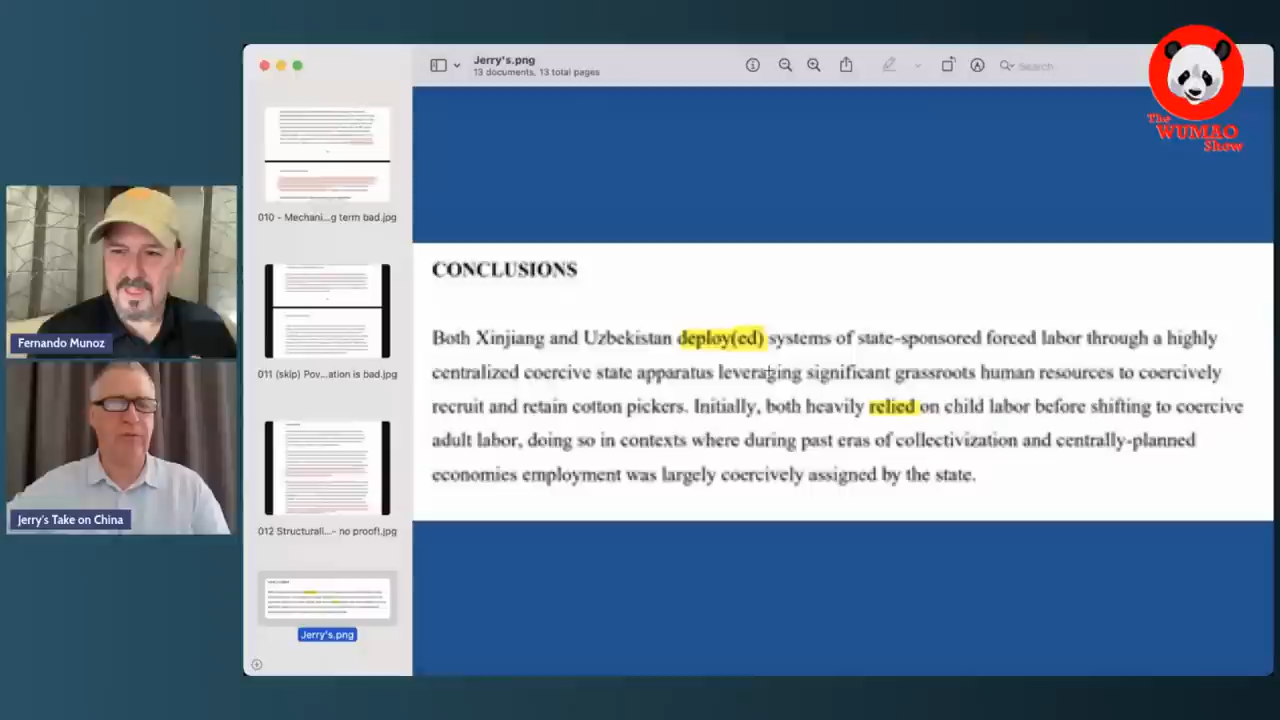 Jerry's.png
13 documents, 13 total pages
Search
The
WUMAO
Show
010 - Mechani...g term bad.jpg
011 (skip) Pov...ation is bad.jpg
012 Structurali...- no proof!.jpg
Jerry's.png
Fernando Munoz
Jerry's Take on China
CONCLUSIONS
Both Xinjiang and Uzbekistan deploy(ed) systems of state-sponsored forced labor through a highly
centralized coercive state apparatus leveraging significant grassroots human resources to coercively
recruit and retain cotton pickers. Initially, both heavily relied on child labor before shifting to coercive
adult labor, doing so in contexts where during past eras of collectivization and centrally-planned
economies employment was largely coercively assigned by the state.